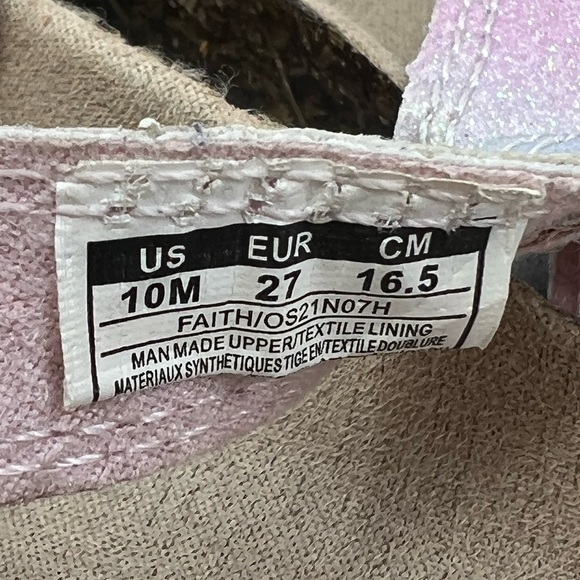 US EUR CM
10M 27 16.5
FAITH/OS21N07H
MAN MADE UPPER/TEXTILE LINING
MATERIAUX SYNTHETIQUES TIGE EN/TEXTILE DOUBLURE